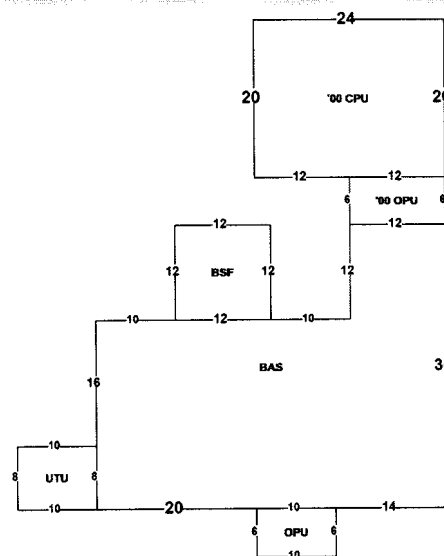 24
20 '00 CPU 20
12 12
6 '00 OPU 6
12 12
12 BSF 12 12
10 12 10
BAS 3
16
10
8 UTU 8
10 20 10 14
6 OPU 6
10